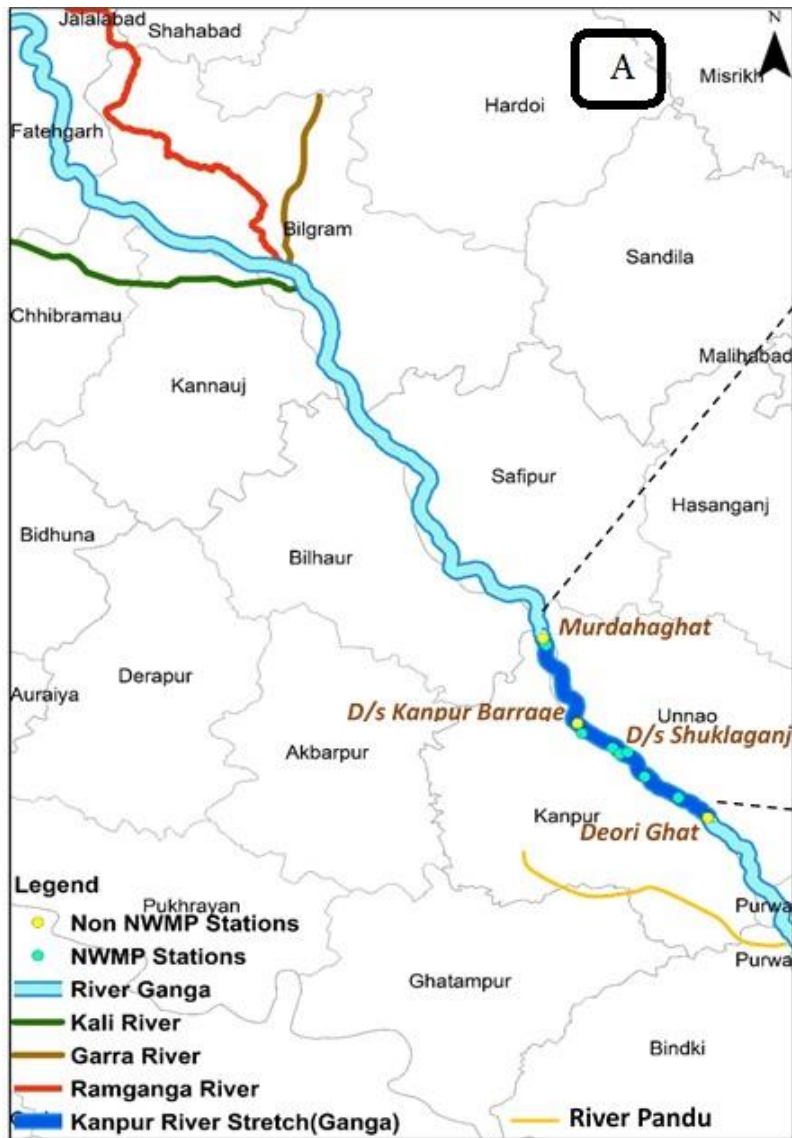 Jalalabad
Shahabad
A
N
Misrikh
Hardoi
Fatehgarh
Bilgram
Sandila
Chhibramau
Malihabad
Kannauj
Safipur
Hasanganj
Bidhuna
Bilhaur
Murdahaghat
Derapur
Auraiya
Unnao
D/s Kanpur Barrage
D/s Shuklaganj
Akbarpur
Kanpur
Deori Ghat
Legend
Pukhrayan
Purwa
Non NWMP Stations
NWMP Stations
Purwa
River Ganga
Ghatampur
Kali River
Garra River
Bindki
Ramganga River
Kanpur River Stretch(Ganga)
River Pandu